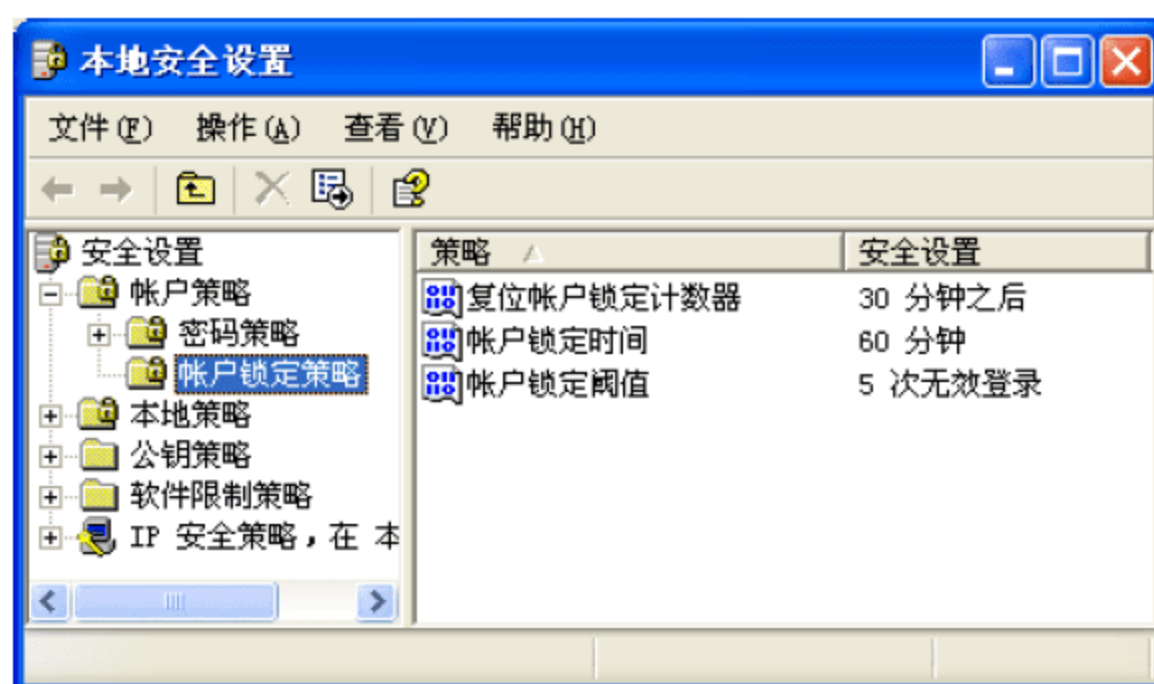 本地安全设置
文件(F) 操作(A) 查看(V) 帮助(H)
安全设置
帐户策略
密码策略
帐户锁定策略
本地策略
公钥策略
软件限制策略
IP 安全策略，在 本
策略 安全设置
复位帐户锁定计数器 30 分钟之后
帐户锁定时间 60 分钟
帐户锁定阈值 5 次无效登录